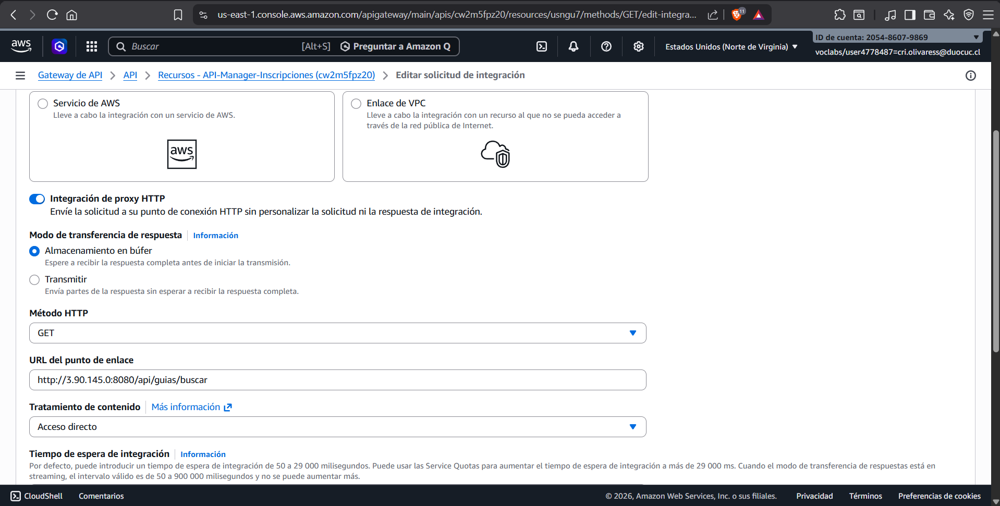 us-east-1.console.aws.amazon.com/apigateway/main/apis/cw2m5fpz20/resources/usngu7/methods/GET/edit-integra...
11
aws
Buscar
[Alt+S]
Preguntar a Amazon Q
Estados Unidos (Norte de Virginia)
ID de cuenta: 2054-8607-9869
voclabs/user4778487=cri.olivaress@duocuc.cl
Gateway de API
API
Recursos - API-Manager-Inscripciones (cw2m5fpz20)
Editar solicitud de integración
Servicio de AWS
Lleve a cabo la integración con un servicio de AWS.
aws
Enlace de VPC
Lleve a cabo la integración con un recurso al que no se pueda acceder a
través de la red pública de Internet.
Integración de proxy HTTP
Envíe la solicitud a su punto de conexión HTTP sin personalizar la solicitud ni la respuesta de integración.
Modo de transferencia de respuesta
Información
Almacenamiento en búfer
Espere a recibir la respuesta completa antes de iniciar la transmisión.
Transmitir
Envía partes de la respuesta sin esperar a recibir la respuesta completa.
Método HTTP
GET
URL del punto de enlace
http://3.90.145.0:8080/api/guias/buscar
Tratamiento de contenido
Más información
Acceso directo
Tiempo de espera de integración
Información
Por defecto, puede introducir un tiempo de espera de integración de 50 a 29 000 milisegundos. Puede usar las Service Quotas para aumentar el tiempo de espera de integración a más de 29 000 ms. Cuando el modo de transferencia de respuestas está en
streaming, el intervalo válido es de 50 a 900 000 milisegundos y no se puede aumentar más.
CloudShell
Comentarios
© 2026, Amazon Web Services, Inc. o sus filiales.
Privacidad
Términos
Preferencias de cookies